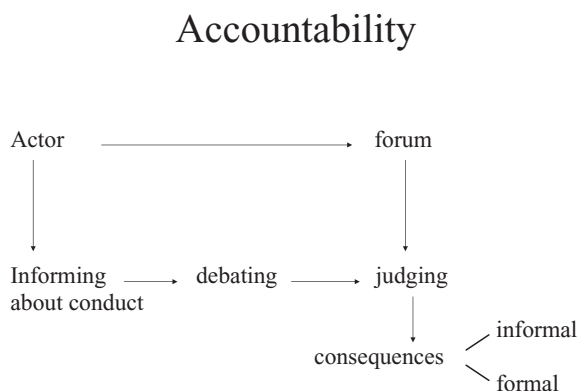 Accountability
Actor
forum
Informing
about conduct
debating
judging
consequences
informal
formal